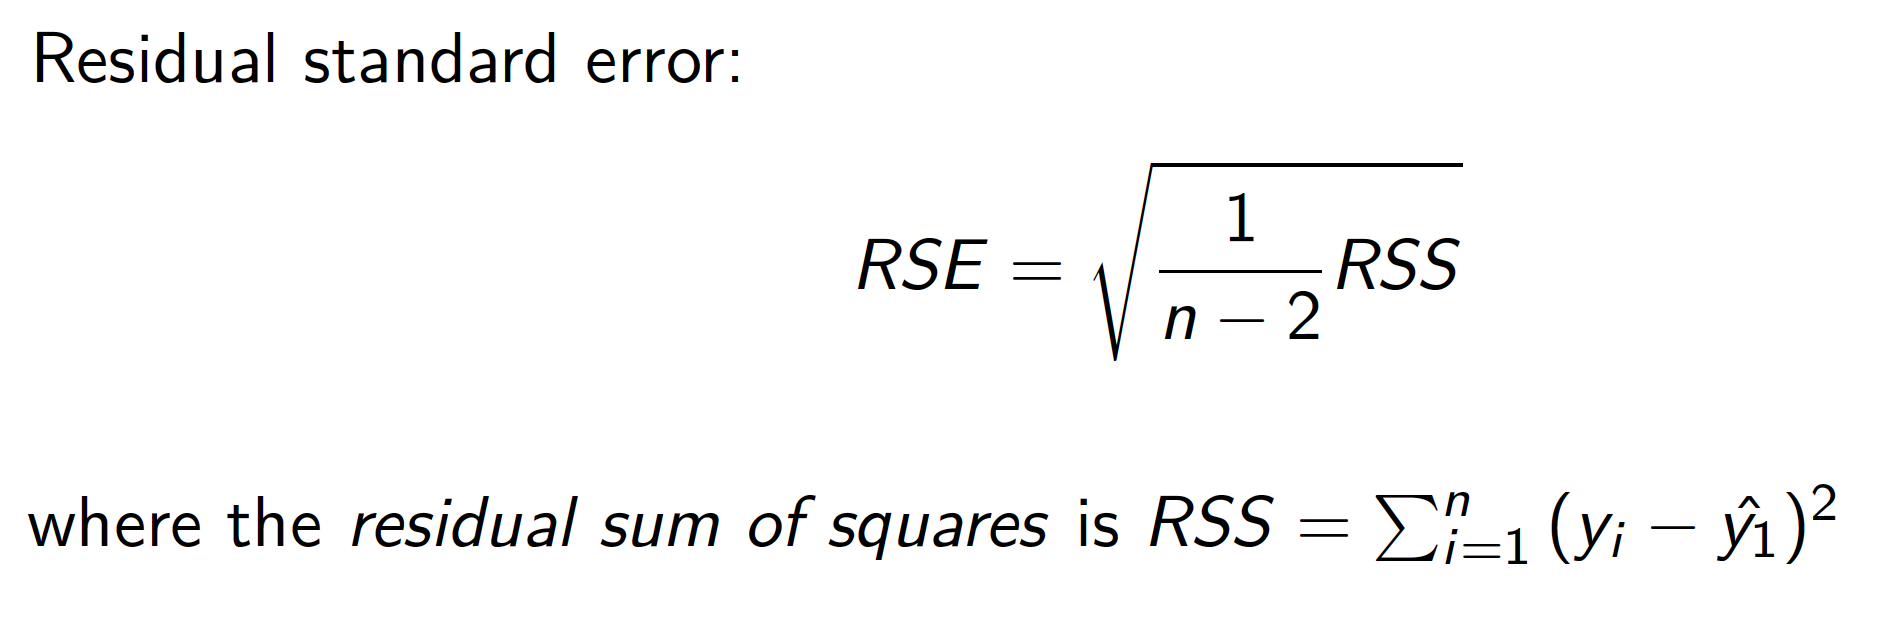 Residual standard error:
RSE = √(1/(n − 2) RSS)
where the residual sum of squares is RSS = ∑ⁿᵢ₌₁ (yᵢ − ŷ₁)²